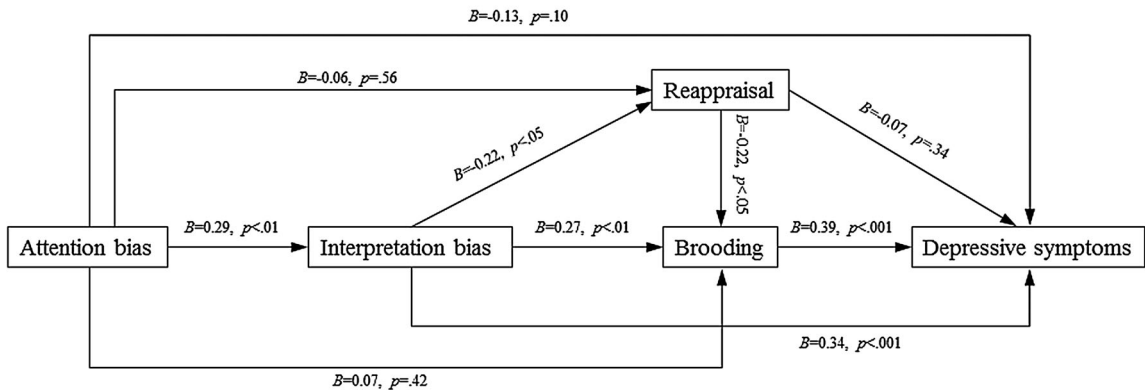 B=-0.13, p=.10
B=-0.06, p=.56
Reappraisal
B=-0.22, p<.05
B=-0.22, p<.05
B=-0.07, p=.34
Attention bias
B=0.29, p<.01
Interpretation bias
B=0.27, p<.01
Brooding
B=0.39, p<.001
Depressive symptoms
B=0.34, p<.001
B=0.07, p=.42